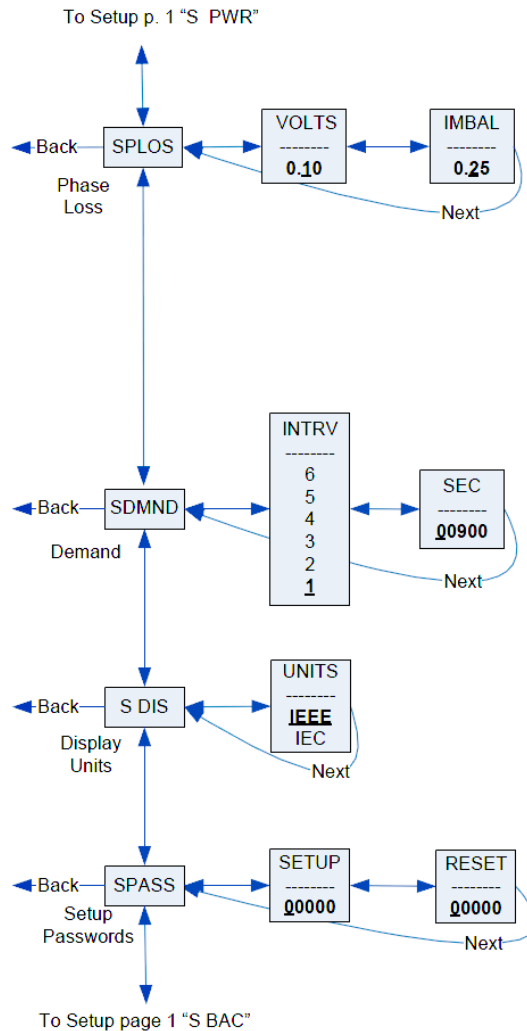 To Setup p. 1 “S PWR”
Back
SPLOS
Phase
Loss
VOLTS
--------
0.10
IMBAL
--------
0.25
Next
Back
SDMND
Demand
INTRV
--------
6
5
4
3
2
1
SEC
--------
00900
Next
Back
S DIS
Display
Units
UNITS
--------
IEEE
IEC
Next
Back
SPASS
Setup
Passwords
SETUP
--------
00000
RESET
--------
00000
Next
To Setup page 1 “S BAC”